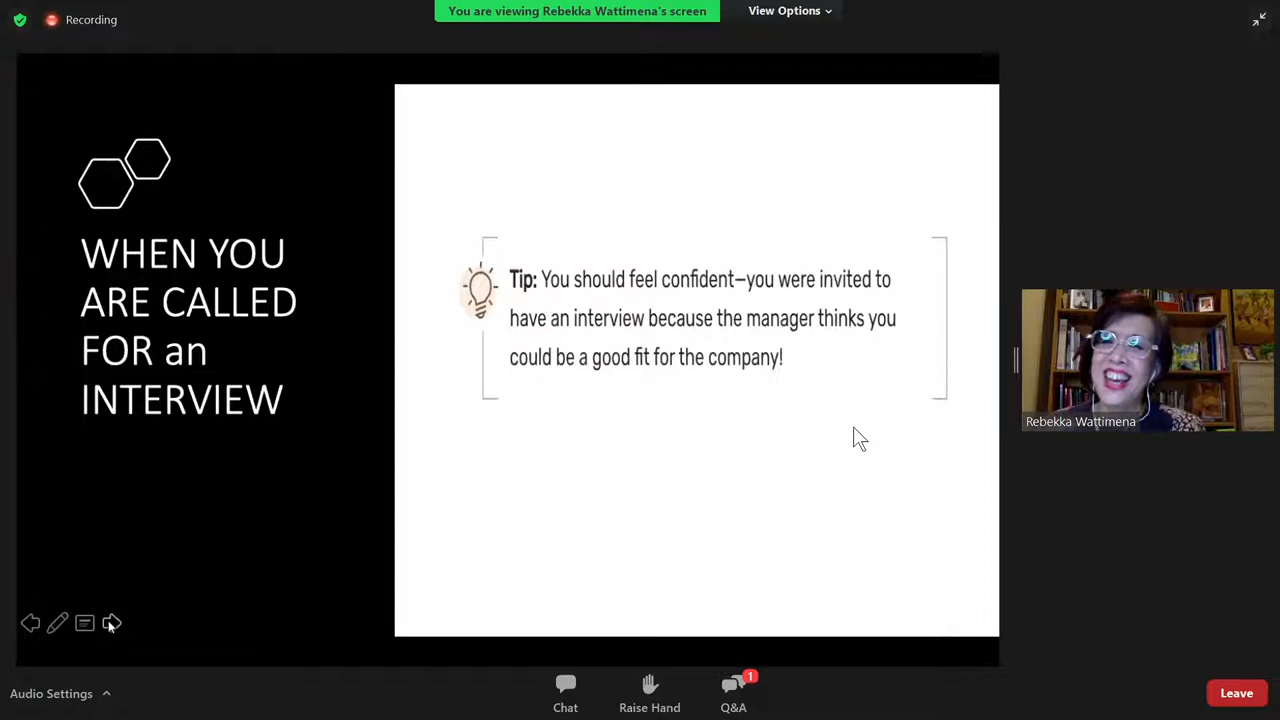 Recording
You are viewing Rebekka Wattimena's screen
View Options
WHEN YOU
ARE CALLED
FOR an
INTERVIEW
Tip: You should feel confident—you were invited to
have an interview because the manager thinks you
could be a good fit for the company!
Rebekka Wattimena
Audio Settings
Chat
Raise Hand
1
Q&A
Leave